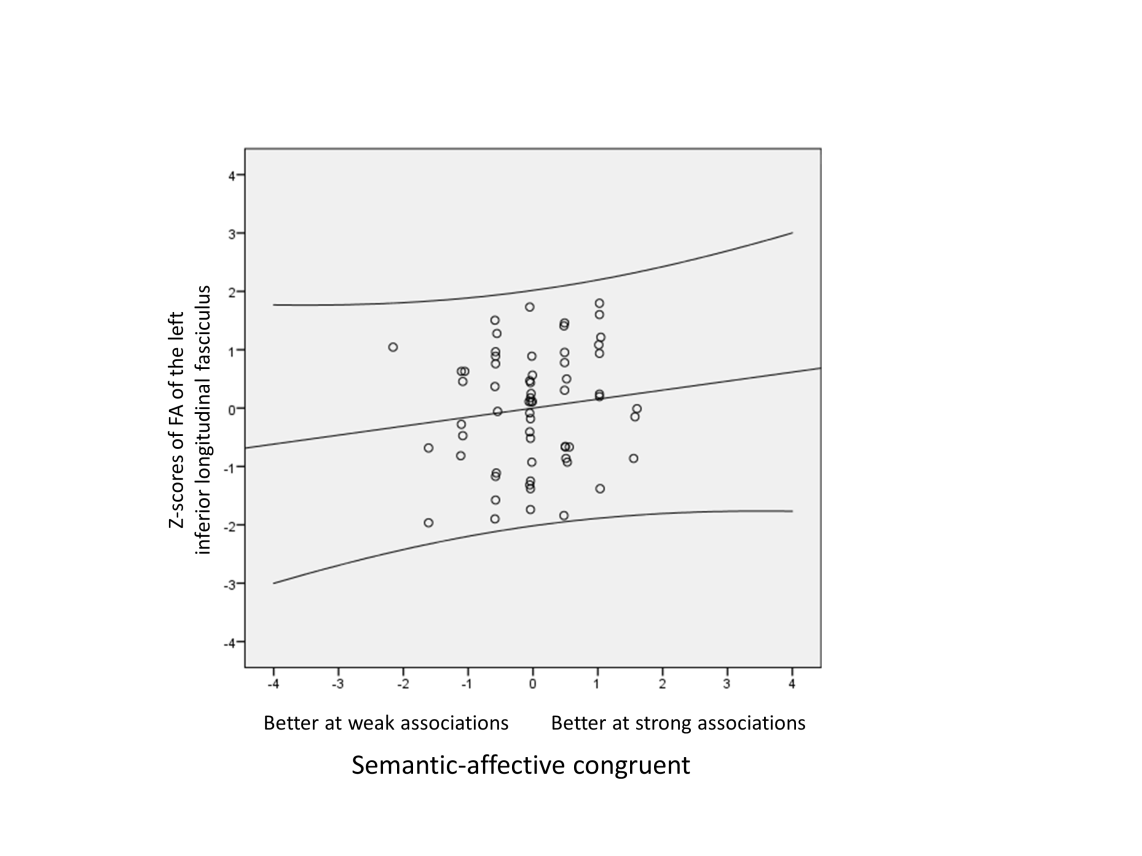 Z-scores of FA of the left
inferior longitudinal fasciculus
4
3
2
1
0
-1
-2
-3
-4
-4 -3 -2 -1 0 1 2 3 4
Better at weak associations Better at strong associations
Semantic-affective congruent